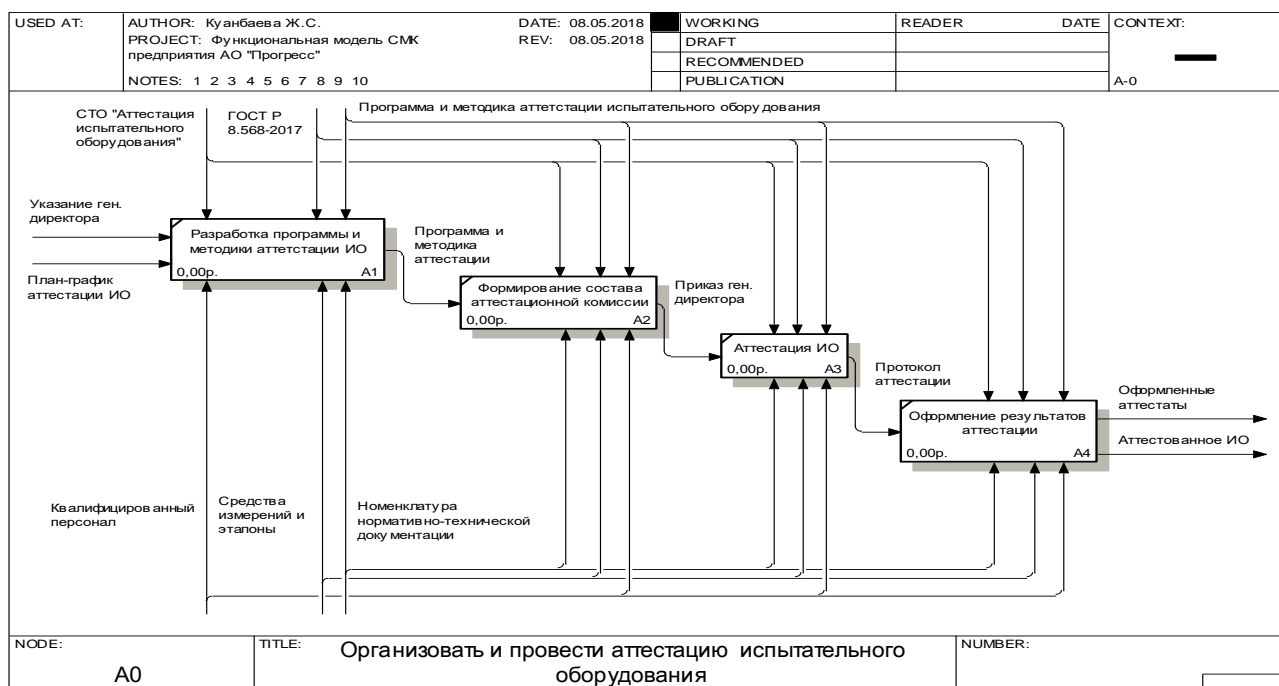 USED AT:
AUTHOR: Куанбаева Ж.С.
DATE: 08.05.2018
PROJECT: Функциональная модель СМК
предприятия АО "Прогресс"
REV: 08.05.2018
NOTES: 1 2 3 4 5 6 7 8 9 10
WORKING
DRAFT
RECOMMENDED
PUBLICATION
READER
DATE
CONTEXT:
A-0
СТО "Аттестация
испытательного
оборудования"
ГОСТ Р
8.568-2017
Программа и методика аттетстации испытательного оборудования
Указание ген.
директора
План-график
аттестации ИО
Разработка программы и
методики аттетстации ИО
0,00р. A1
Программа и
методика
аттестации
Формирование состава
аттестационной комиссии
0,00р. A2
Приказ ген.
директора
Аттестация ИО
0,00р. A3
Протокол
аттестации
Оформление результатов
аттестации
0,00р. A4
Оформленные
аттестаты
Аттестованное ИО
Квалифицированный
персонал
Средства
измерений и
эталоны
Номенклатура
нормативно-технической
документации
NODE:
A0
TITLE:
Организовать и провести аттестацию испытательного
оборудования
NUMBER: